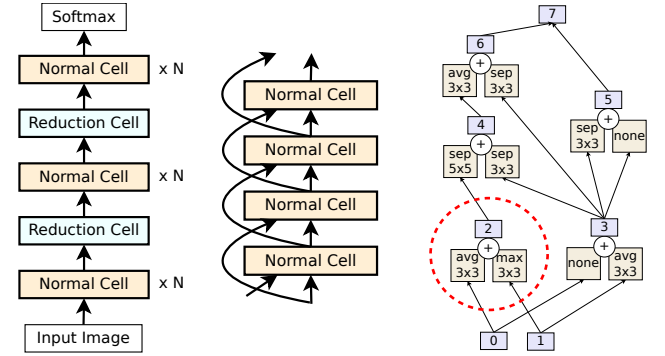 Softmax
Normal Cell x N
Reduction Cell
Normal Cell x N
Reduction Cell
Normal Cell x N
Input Image
Normal Cell
Normal Cell
Normal Cell
Normal Cell
7
6
avg 3x3 + sep 3x3
5
sep 3x3 + none
4
sep 5x5 + sep 3x3
2
avg 3x3 + max 3x3
3
none + avg 3x3
0
1